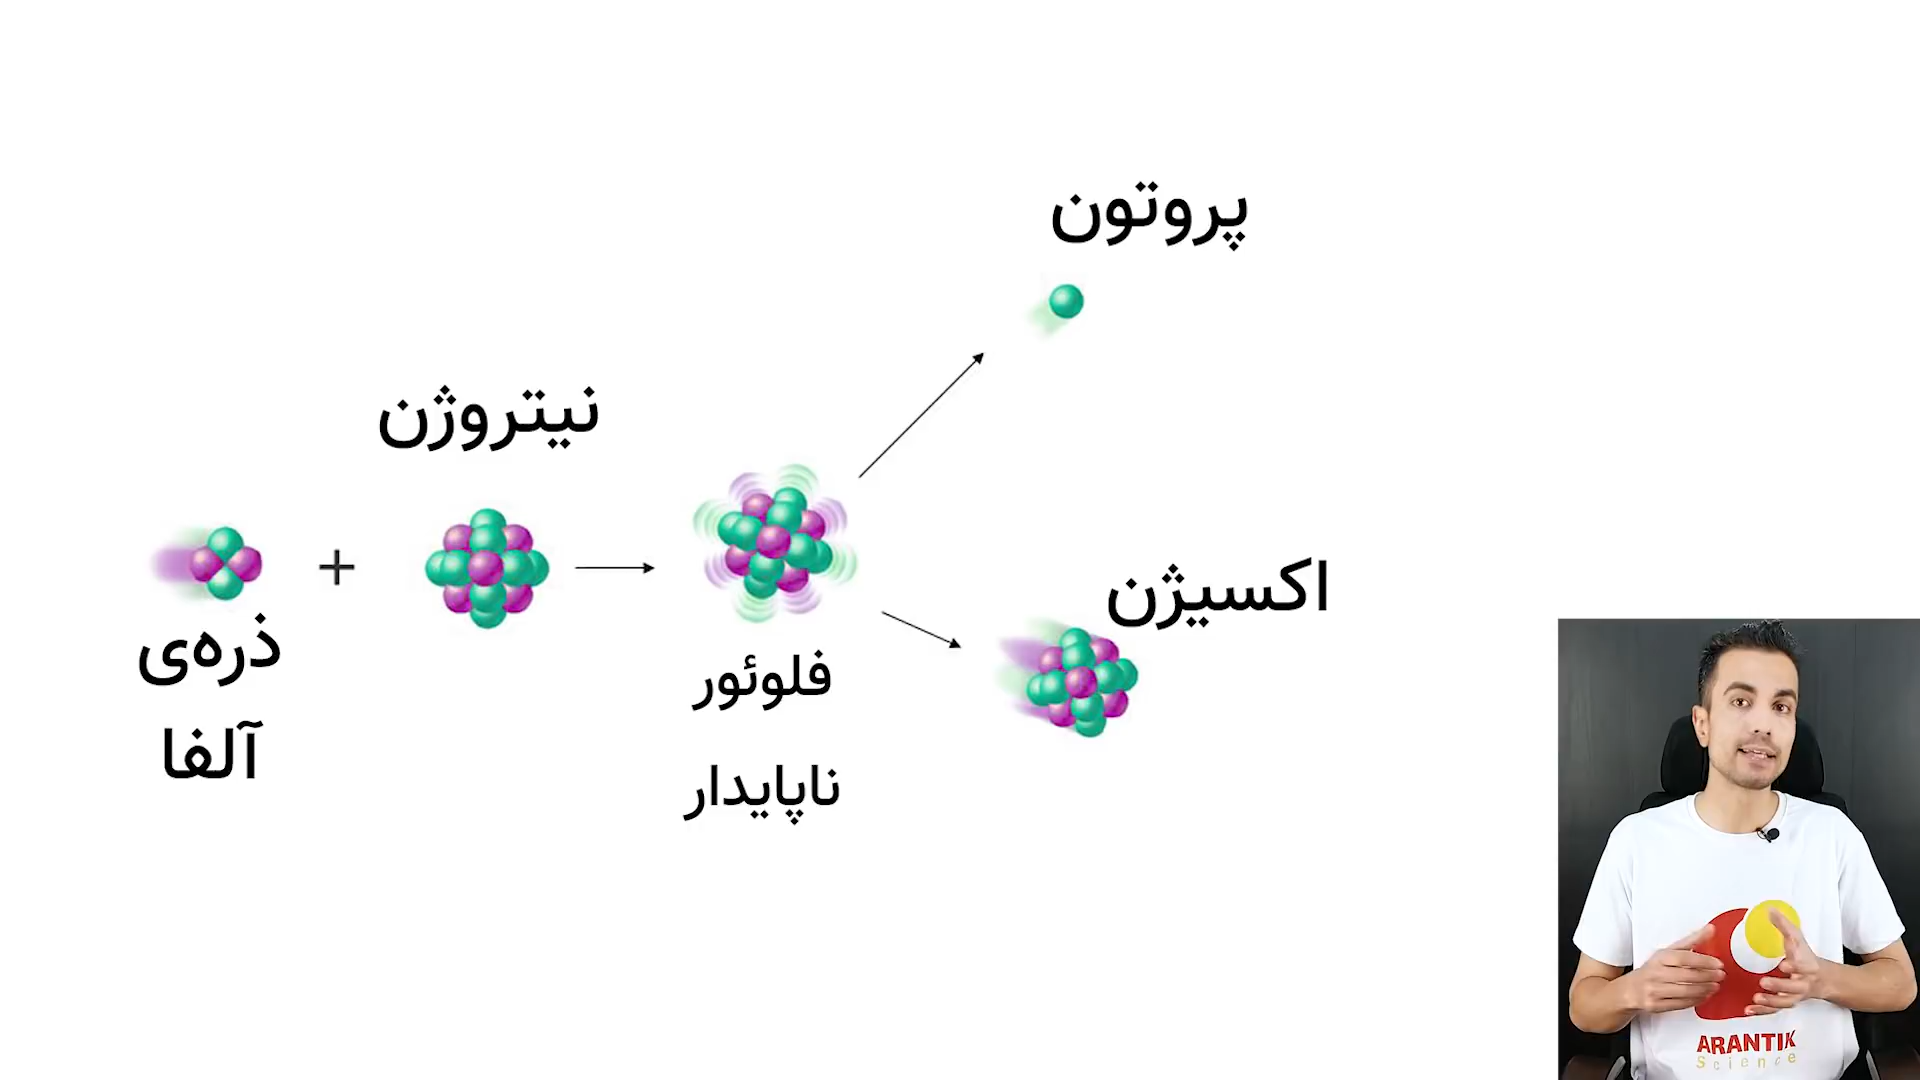 پروتون
نیتروژن
+
اکسیژن
ذره‌ی
آلفا
فلوئور
ناپایدار
ARANTIK
Science